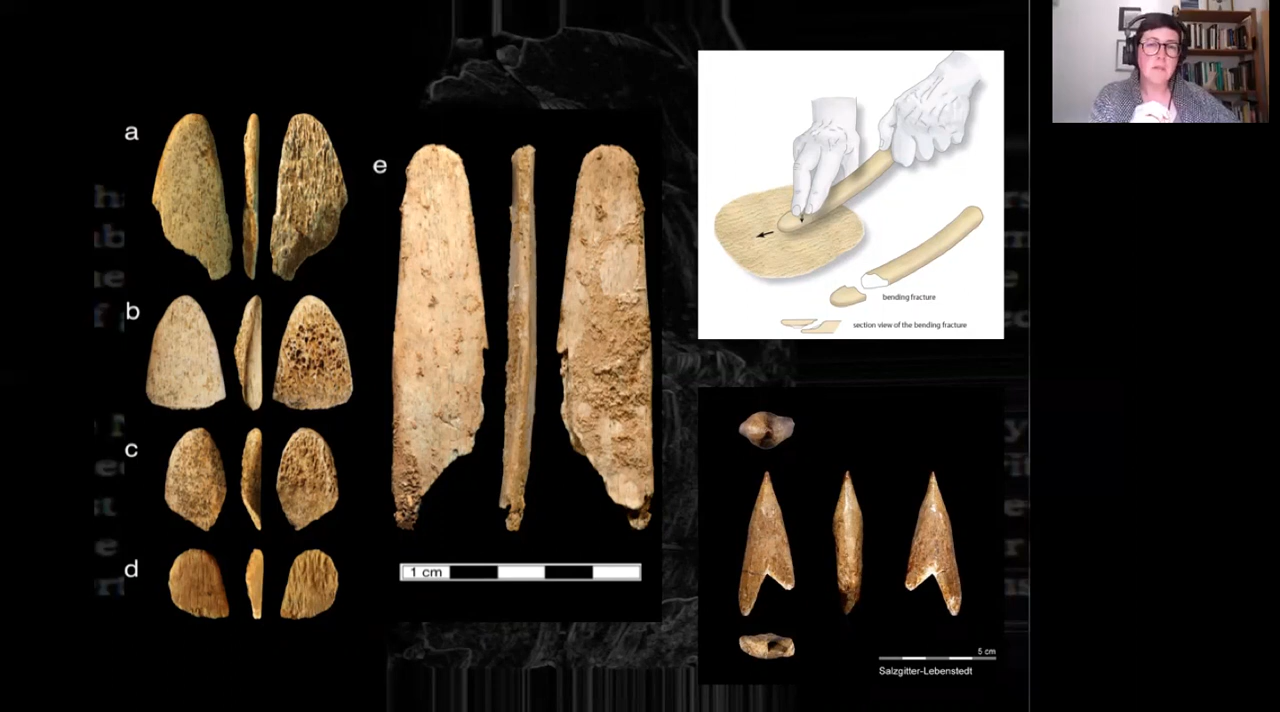 a
b
c
d
e
1 cm
bending fracture
section view of the bending fracture
5 cm
Salzgitter-Lebenstedt